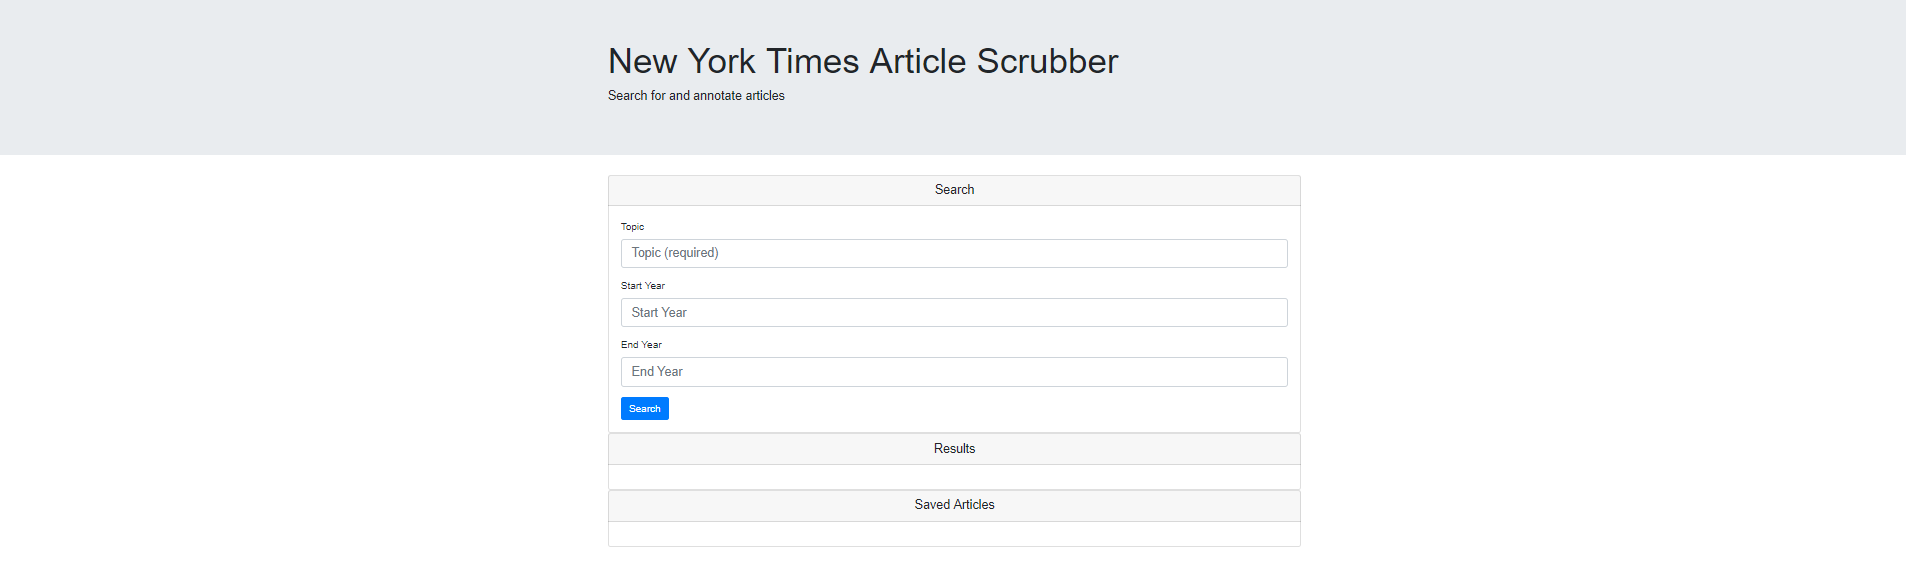 New York Times Article Scrubber
Search for and annotate articles
Search
Topic
Topic (required)
Start Year
Start Year
End Year
End Year
Search
Results
Saved Articles